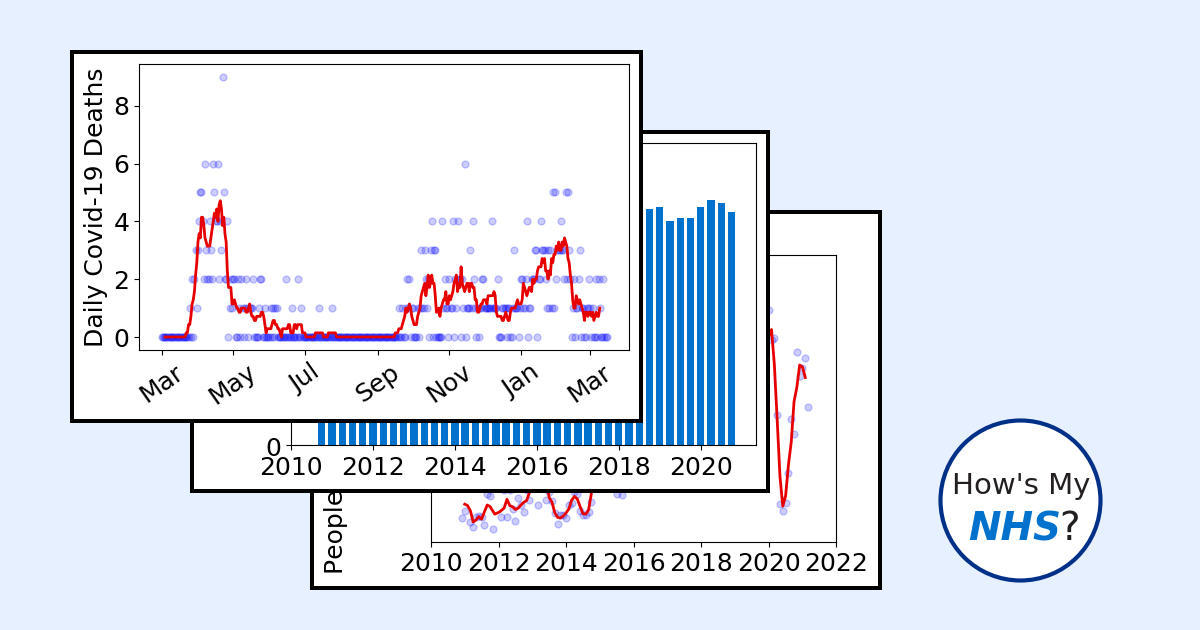 Daily Covid-19 Deaths
8
6
4
2
0
Mar May Jul Sep Nov Jan Mar
0
2010 2012 2014 2016 2018 2020
People
2010 2012 2014 2016 2018 2020 2022
How's My
NHS?